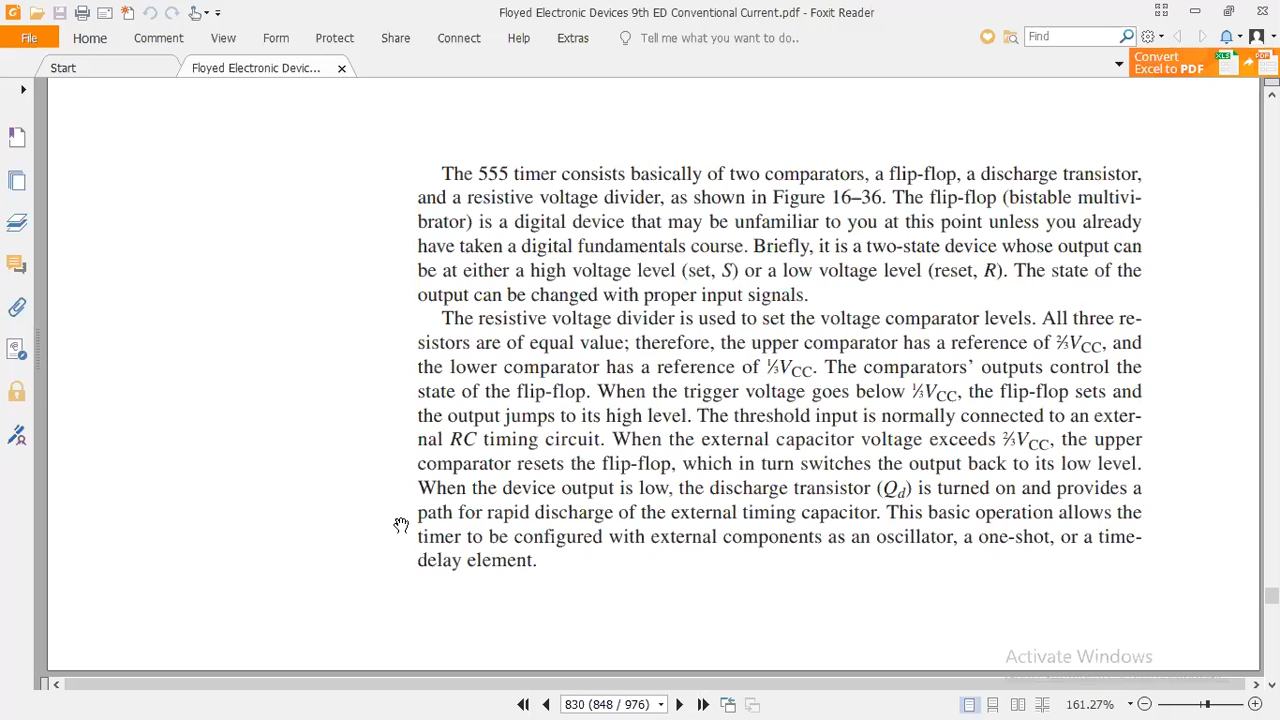 Floyed Electronic Devices 9th ED Conventional Current.pdf - Foxit Reader
File Home Comment View Form Protect Share Connect Help Extras Tell me what you want to do.. Find
Start Floyed Electronic Devic... Convert Excel to PDF
The 555 timer consists basically of two comparators, a flip-flop, a discharge transistor,
and a resistive voltage divider, as shown in Figure 16–36. The flip-flop (bistable multivi-
brator) is a digital device that may be unfamiliar to you at this point unless you already
have taken a digital fundamentals course. Briefly, it is a two-state device whose output can
be at either a high voltage level (set, S) or a low voltage level (reset, R). The state of the
output can be changed with proper input signals.
The resistive voltage divider is used to set the voltage comparator levels. All three re-
sistors are of equal value; therefore, the upper comparator has a reference of ⅔VCC, and
the lower comparator has a reference of ⅓VCC. The comparators' outputs control the
state of the flip-flop. When the trigger voltage goes below ⅓VCC, the flip-flop sets and
the output jumps to its high level. The threshold input is normally connected to an exter-
nal RC timing circuit. When the external capacitor voltage exceeds ⅔VCC, the upper
comparator resets the flip-flop, which in turn switches the output back to its low level.
When the device output is low, the discharge transistor (Qd) is turned on and provides a
path for rapid discharge of the external timing capacitor. This basic operation allows the
timer to be configured with external components as an oscillator, a one-shot, or a time-
delay element.
Activate Windows
830 (848 / 976) 161.27%